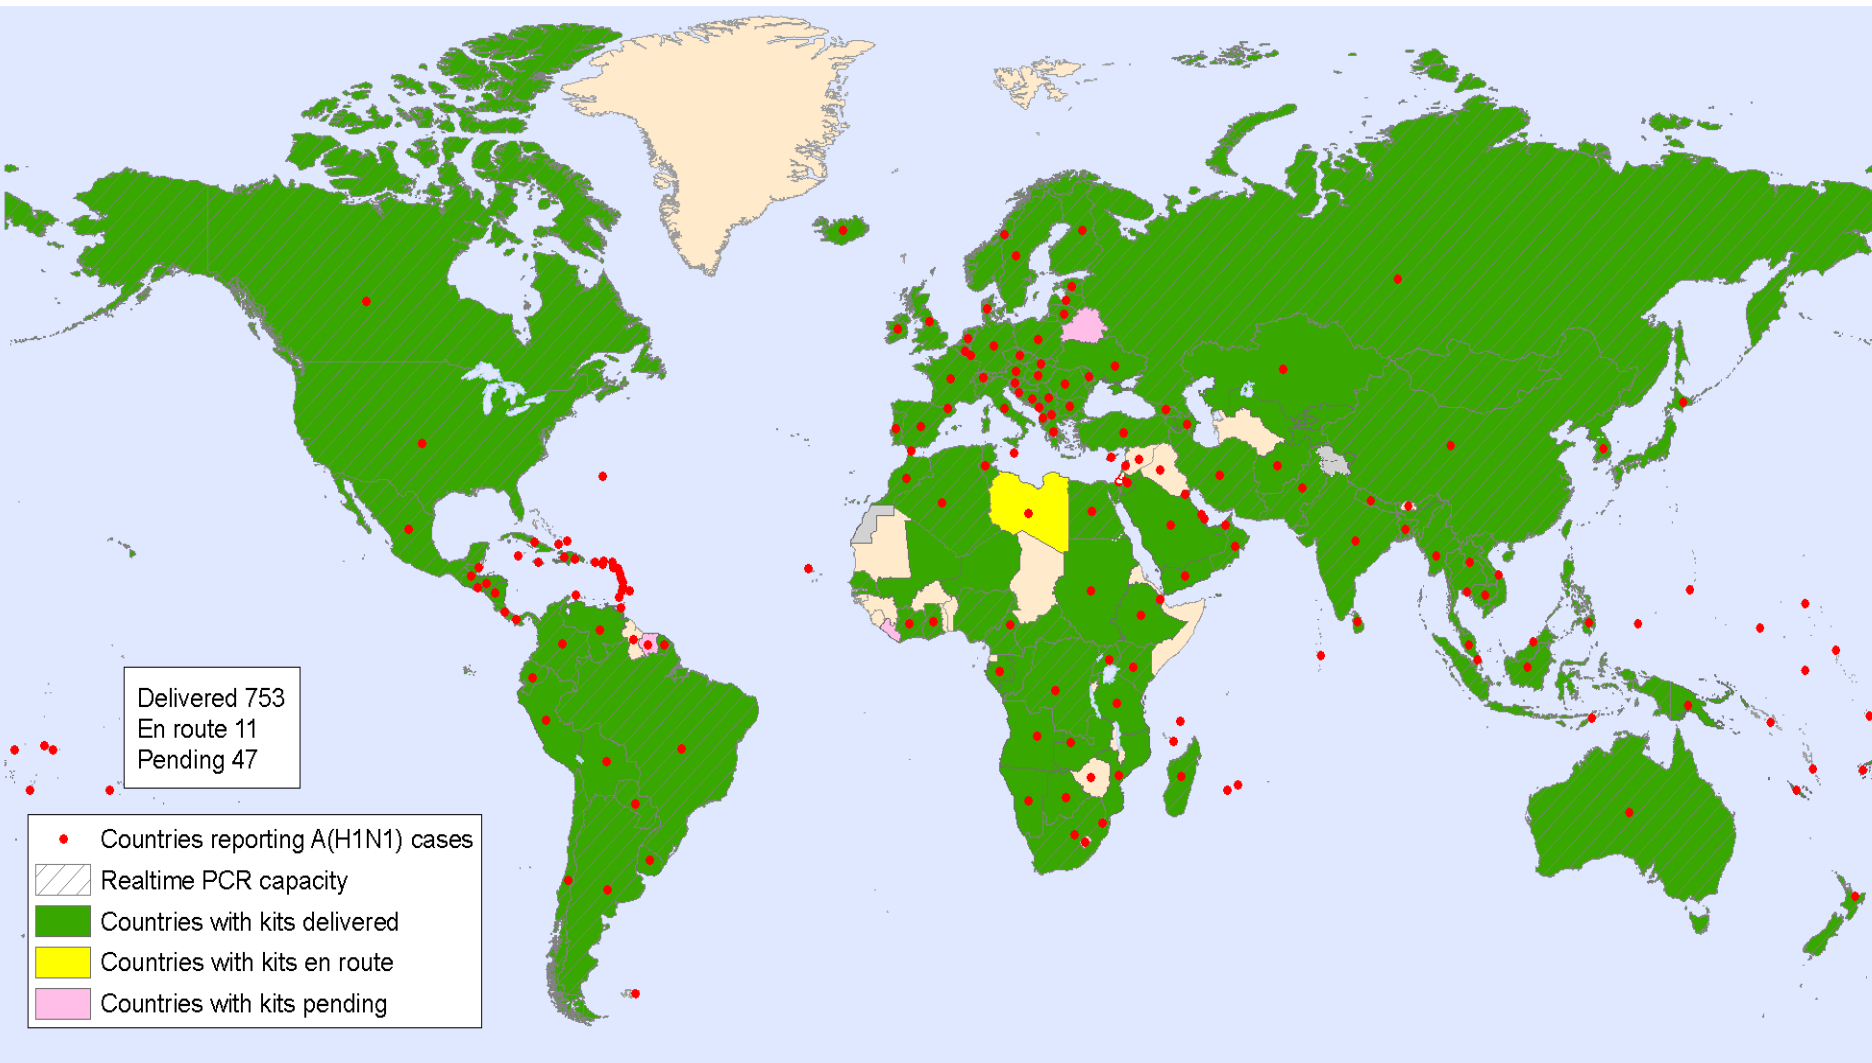 Delivered 753
En route 11
Pending 47
Countries reporting A(H1N1) cases
Realtime PCR capacity
Countries with kits delivered
Countries with kits en route
Countries with kits pending